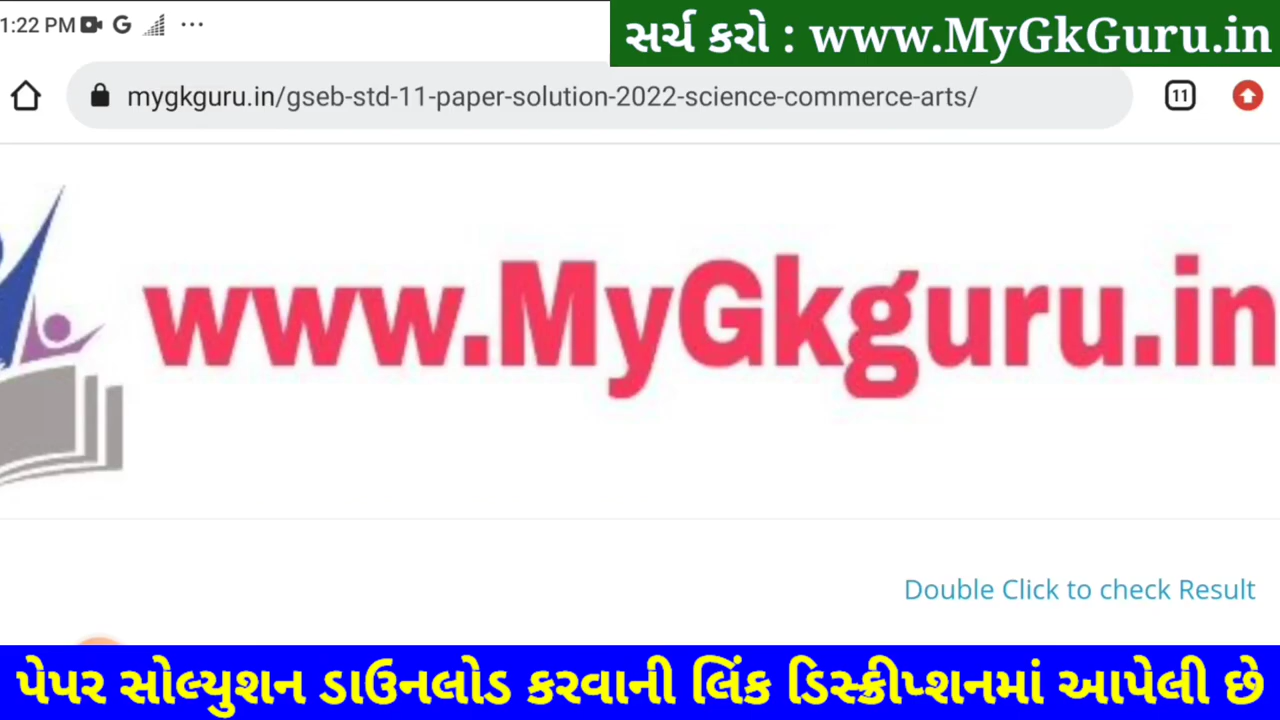 1:22 PM G
સર્ચ કરો : www.MyGkGuru.in
mygkguru.in/gseb-std-11-paper-solution-2022-science-commerce-arts/
11
www.MyGkguru.in
Double Click to check Result
પેપર સોલ્યુશન ડાઉનલોડ કરવાની લિંક ડિસ્ક્રીપ્શનમાં આપેલી છે